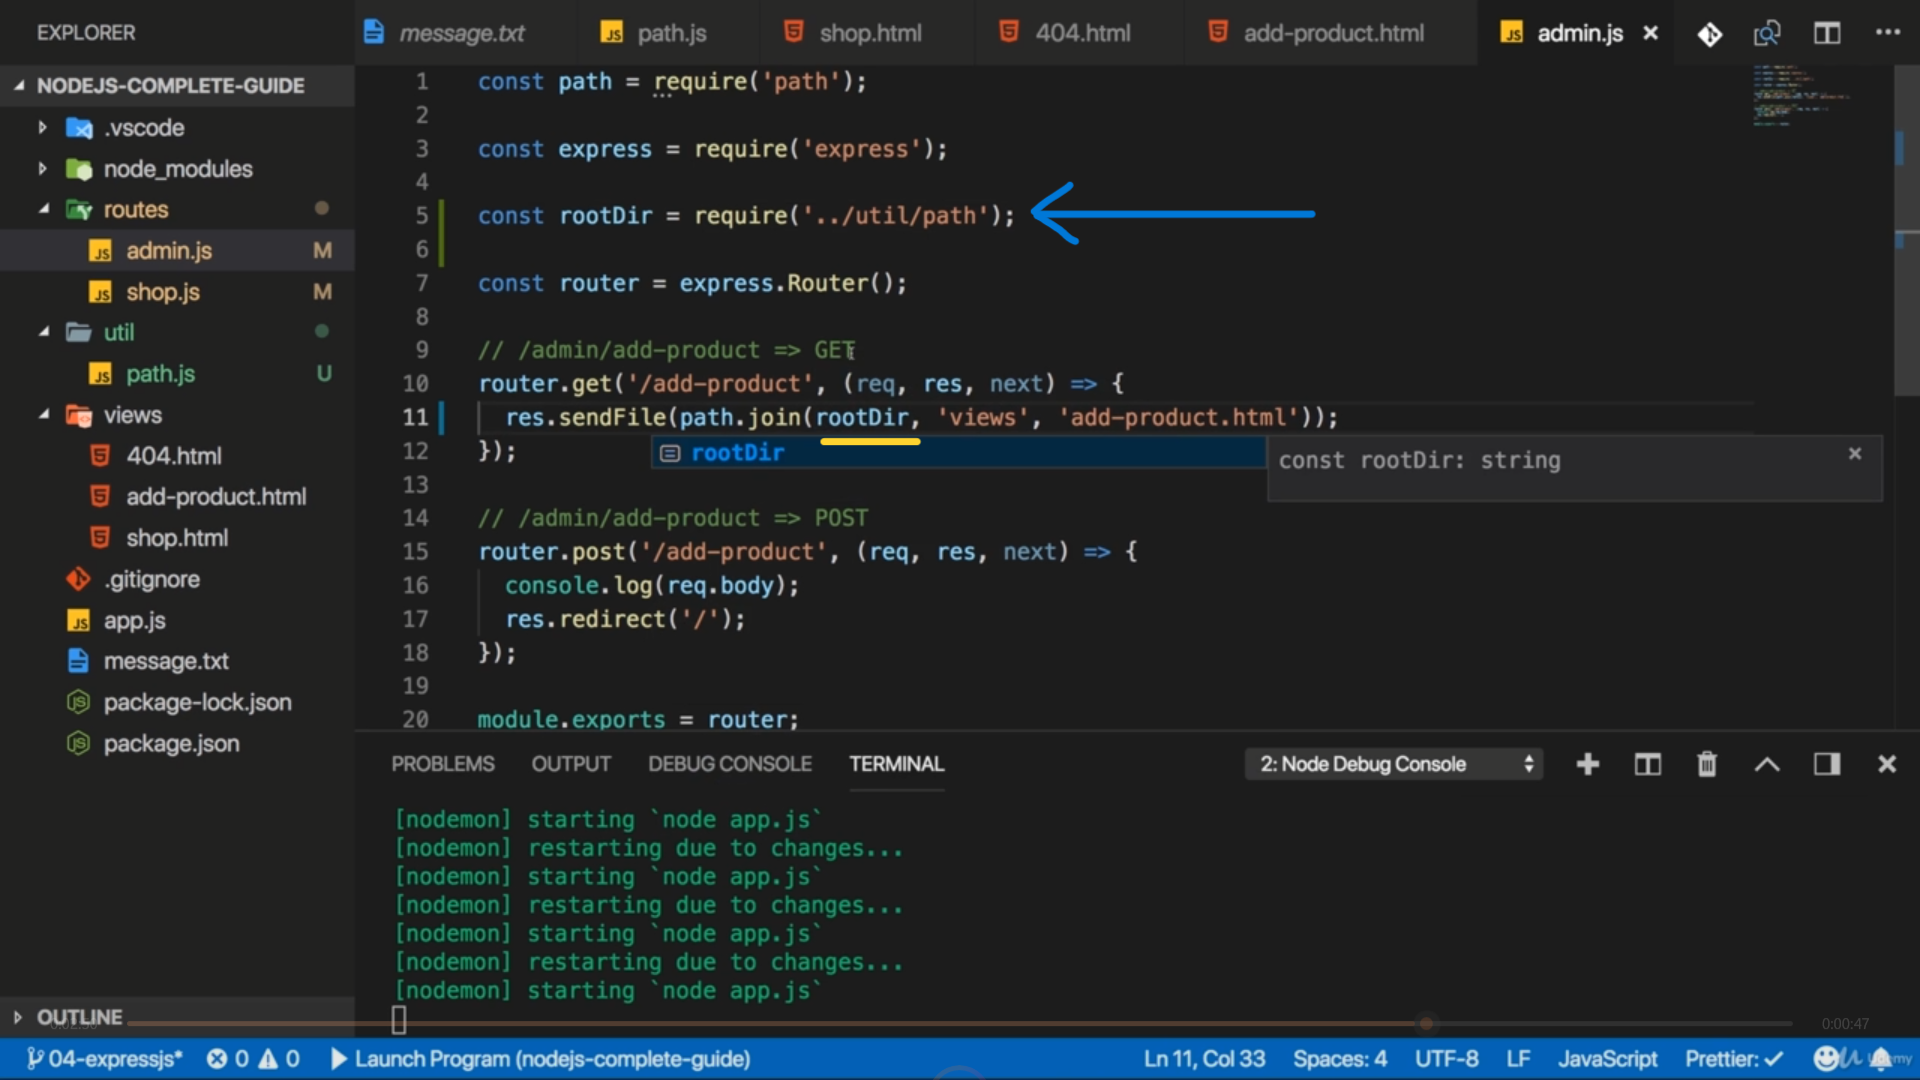 EXPLORER
message.txt
path.js
shop.html
404.html
add-product.html
admin.js
NODEJS-COMPLETE-GUIDE
.vscode
node_modules
routes
admin.js M
shop.js M
util
path.js U
views
404.html
add-product.html
shop.html
.gitignore
app.js
message.txt
package-lock.json
package.json
OUTLINE
1 const path = require('path');
2
3 const express = require('express');
4
5 const rootDir = require('../util/path');
6
7 const router = express.Router();
8
9 // /admin/add-product => GET
10 router.get('/add-product', (req, res, next) => {
11 res.sendFile(path.join(rootDir, 'views', 'add-product.html'));
12 });
rootDir
const rootDir: string
13
14 // /admin/add-product => POST
15 router.post('/add-product', (req, res, next) => {
16 console.log(req.body);
17 res.redirect('/');
18 });
19
20 module.exports = router;
PROBLEMS OUTPUT DEBUG CONSOLE TERMINAL
2: Node Debug Console
[nodemon] starting `node app.js`
[nodemon] restarting due to changes...
[nodemon] starting `node app.js`
[nodemon] restarting due to changes...
[nodemon] starting `node app.js`
[nodemon] restarting due to changes...
[nodemon] starting `node app.js`
0:00:47
04-expressjs* 0 0 Launch Program (nodejs-complete-guide)
Ln 11, Col 33 Spaces: 4 UTF-8 LF JavaScript Prettier: ✓